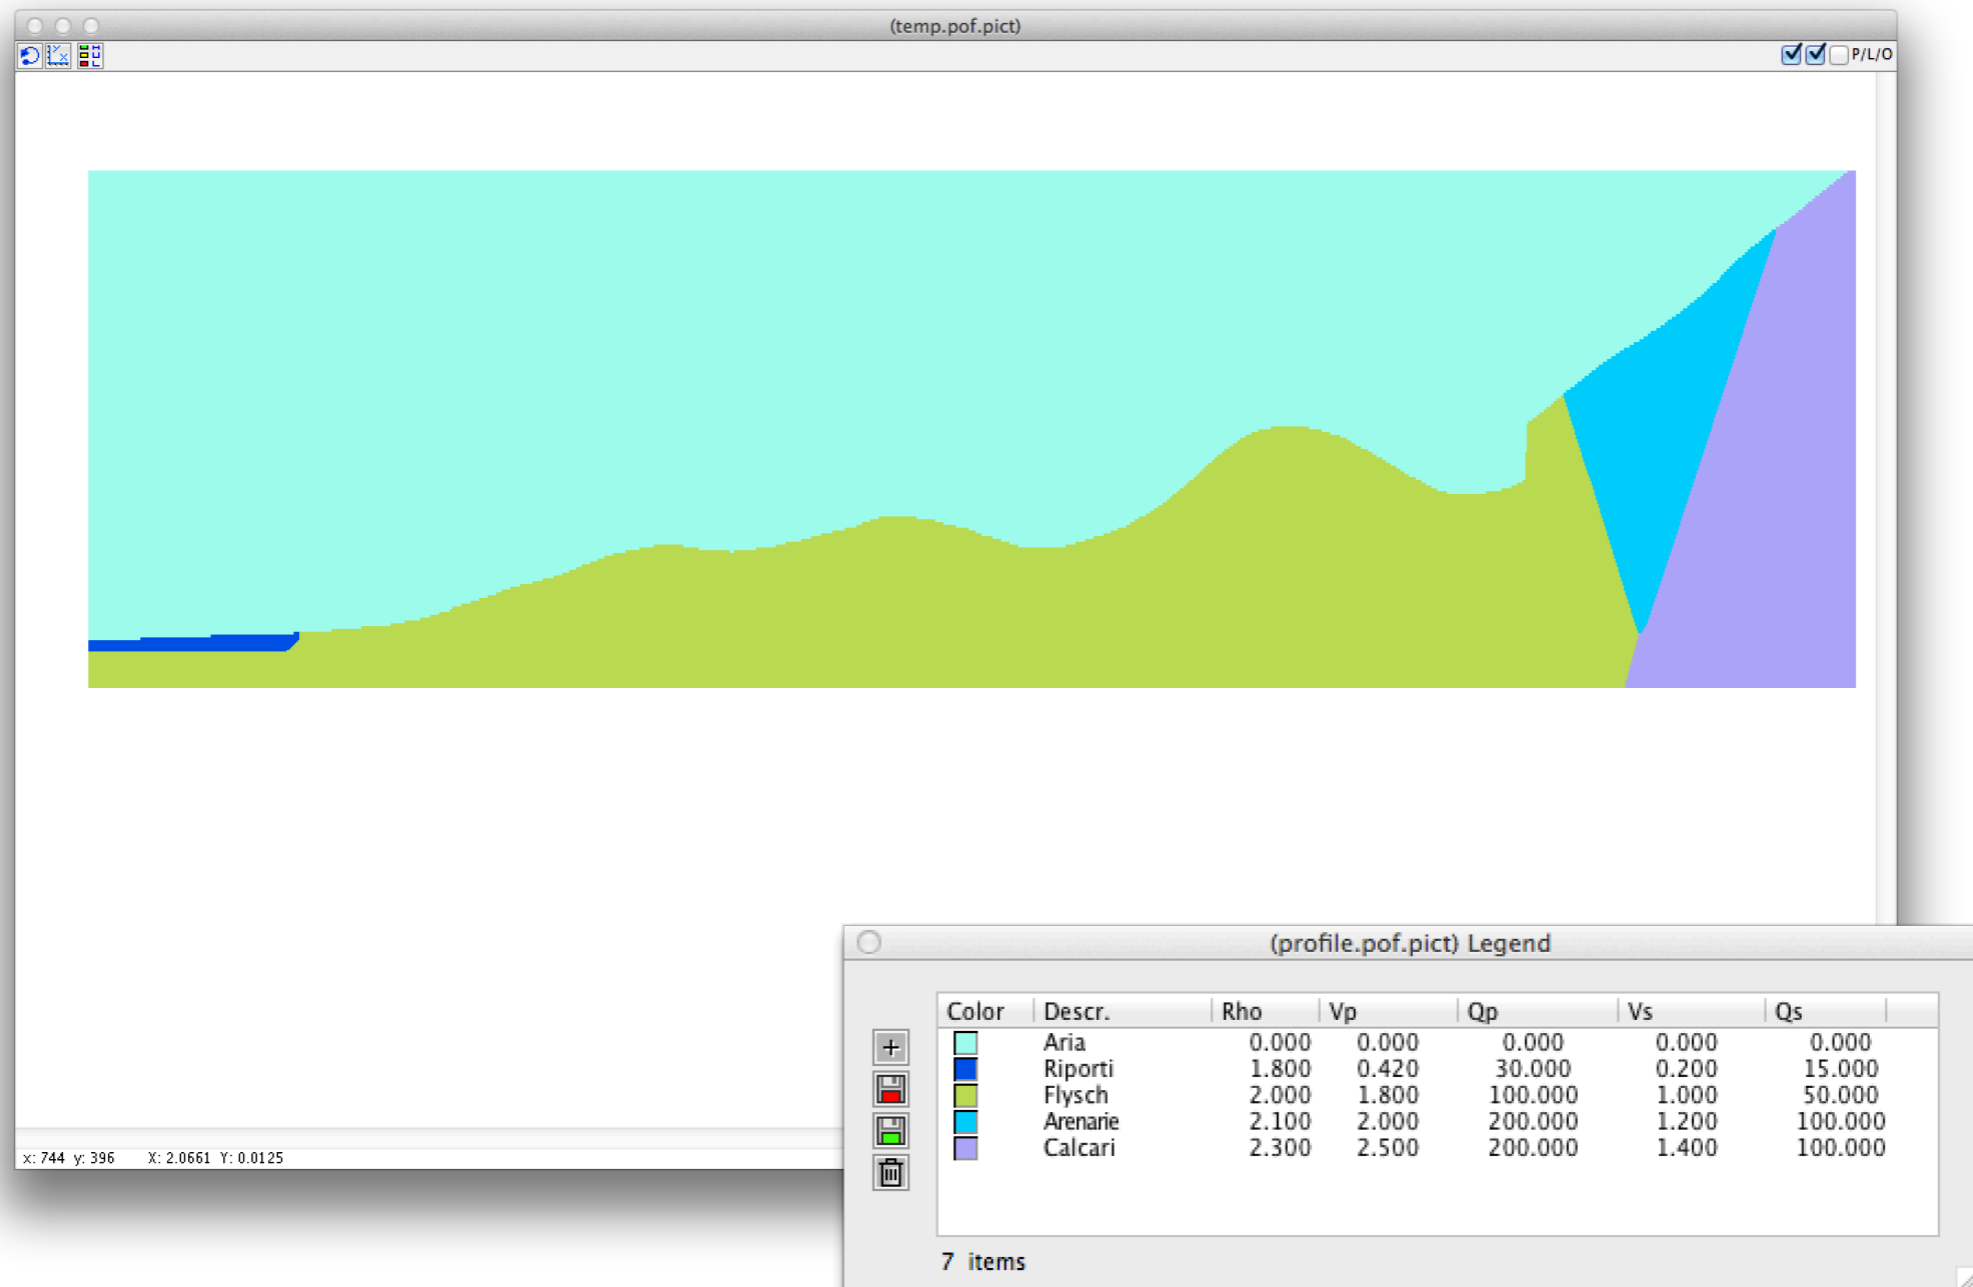 (temp.pof.pict)
P/L/O
x: 744 y: 396 X: 2.0661 Y: 0.0125
(profile.pof.pict) Legend
Color Descr. Rho Vp Qp Vs Qs
Aria 0.000 0.000 0.000 0.000 0.000
Riporti 1.800 0.420 30.000 0.200 15.000
Flysch 2.000 1.800 100.000 1.000 50.000
Arenarie 2.100 2.000 200.000 1.200 100.000
Calcari 2.300 2.500 200.000 1.400 100.000
7 items